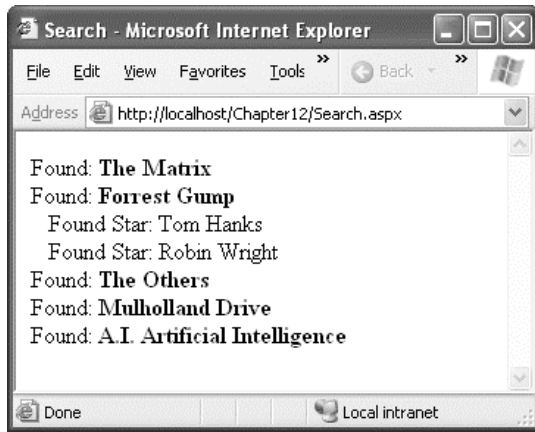 Search - Microsoft Internet Explorer
File Edit View Favorites Tools » Back »
Address http://localhost/Chapter12/Search.aspx
Found: The Matrix
Found: Forrest Gump
Found Star: Tom Hanks
Found Star: Robin Wright
Found: The Others
Found: Mulholland Drive
Found: A.I. Artificial Intelligence
Done Local intranet